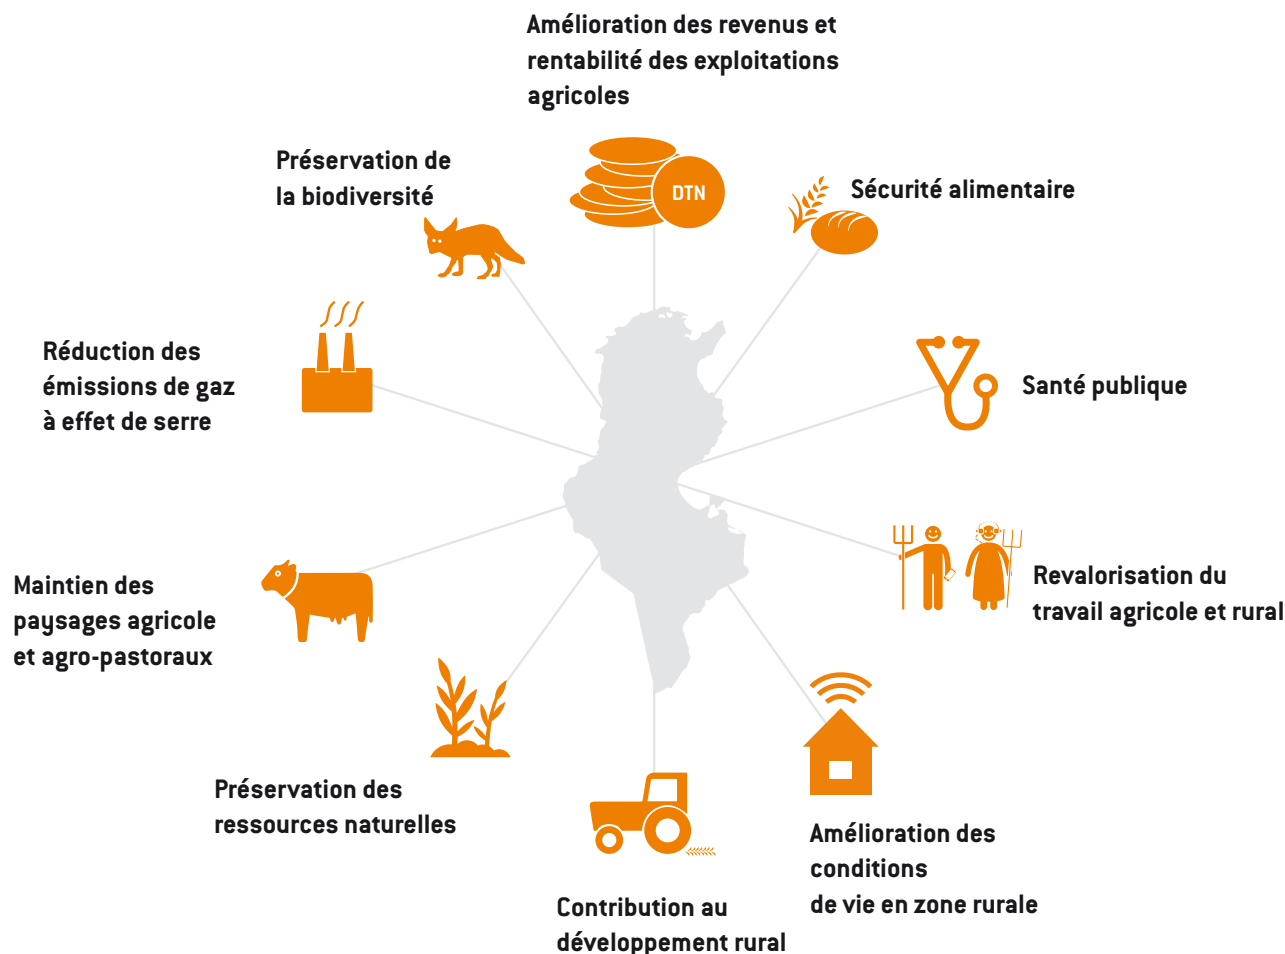 Amélioration des revenus et
rentabilité des exploitations
agricoles
DTN
Préservation de
la biodiversité
Sécurité alimentaire
Réduction des
émissions de gaz
à effet de serre
Santé publique
Maintien des
paysages agricole
et agro-pastoraux
Revalorisation du
travail agricole et rural
Préservation des
ressources naturelles
Amélioration des
conditions
de vie en zone rurale
Contribution au
développement rural